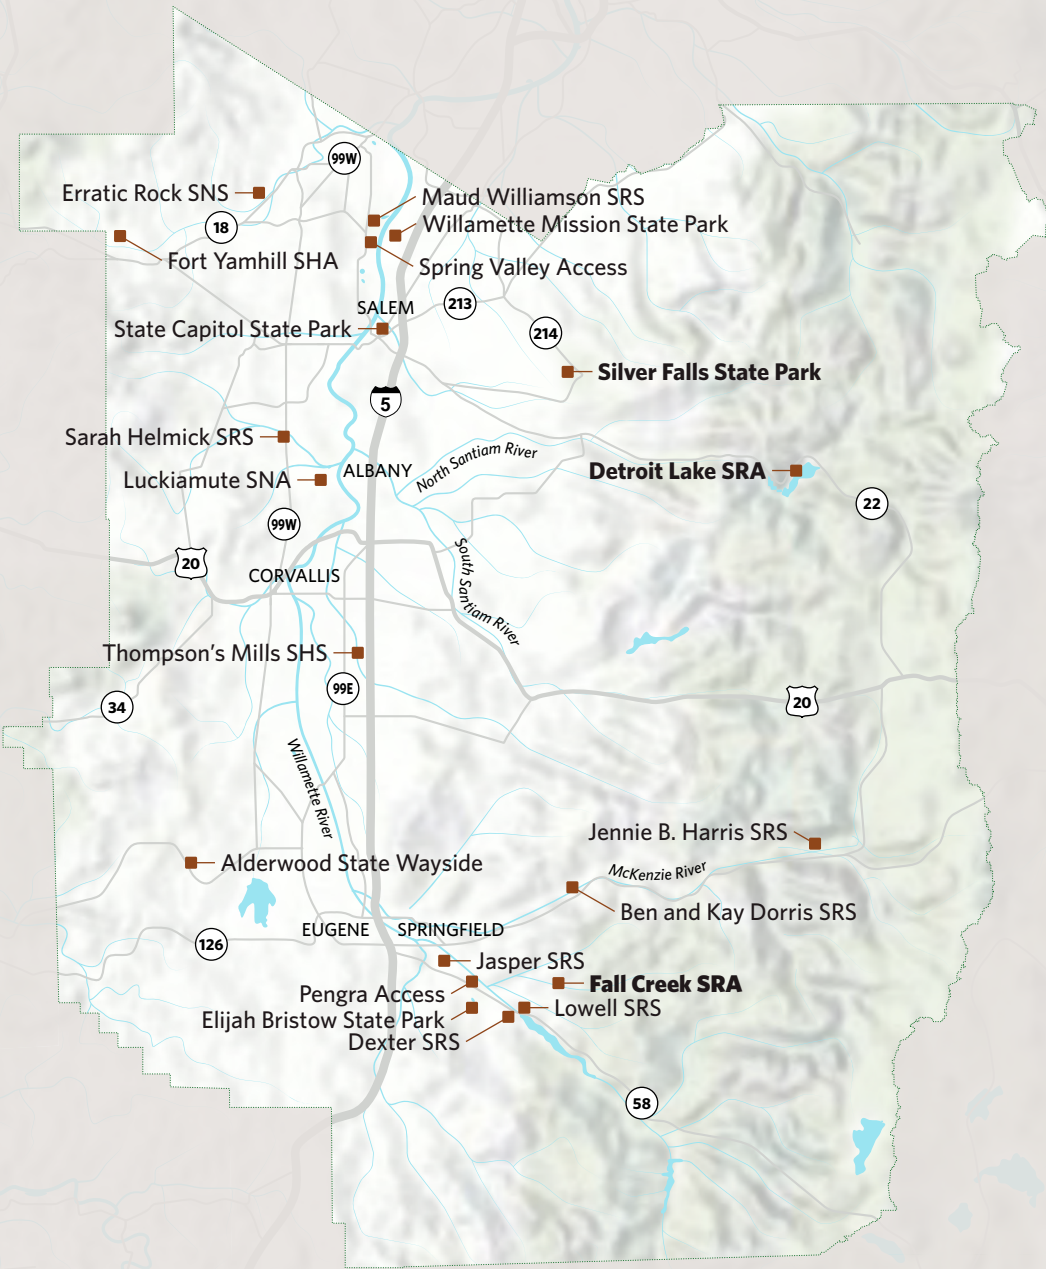 99W
Erratic Rock SNS
Maud Williamson SRS
18
Willamette Mission State Park
Fort Yamhill SHA
Spring Valley Access
SALEM
213
State Capitol State Park
214
Silver Falls State Park
5
Sarah Helmick SRS
North Santiam River
ALBANY
Detroit Lake SRA
Luckiamute SNA
22
99W
20
South Santiam River
CORVALLIS
Thompson's Mills SHS
99E
20
34
Willamette River
Jennie B. Harris SRS
Alderwood State Wayside
McKenzie River
Ben and Kay Dorris SRS
EUGENE
SPRINGFIELD
126
Jasper SRS
Fall Creek SRA
Pengra Access
Lowell SRS
Elijah Bristow State Park
Dexter SRS
58